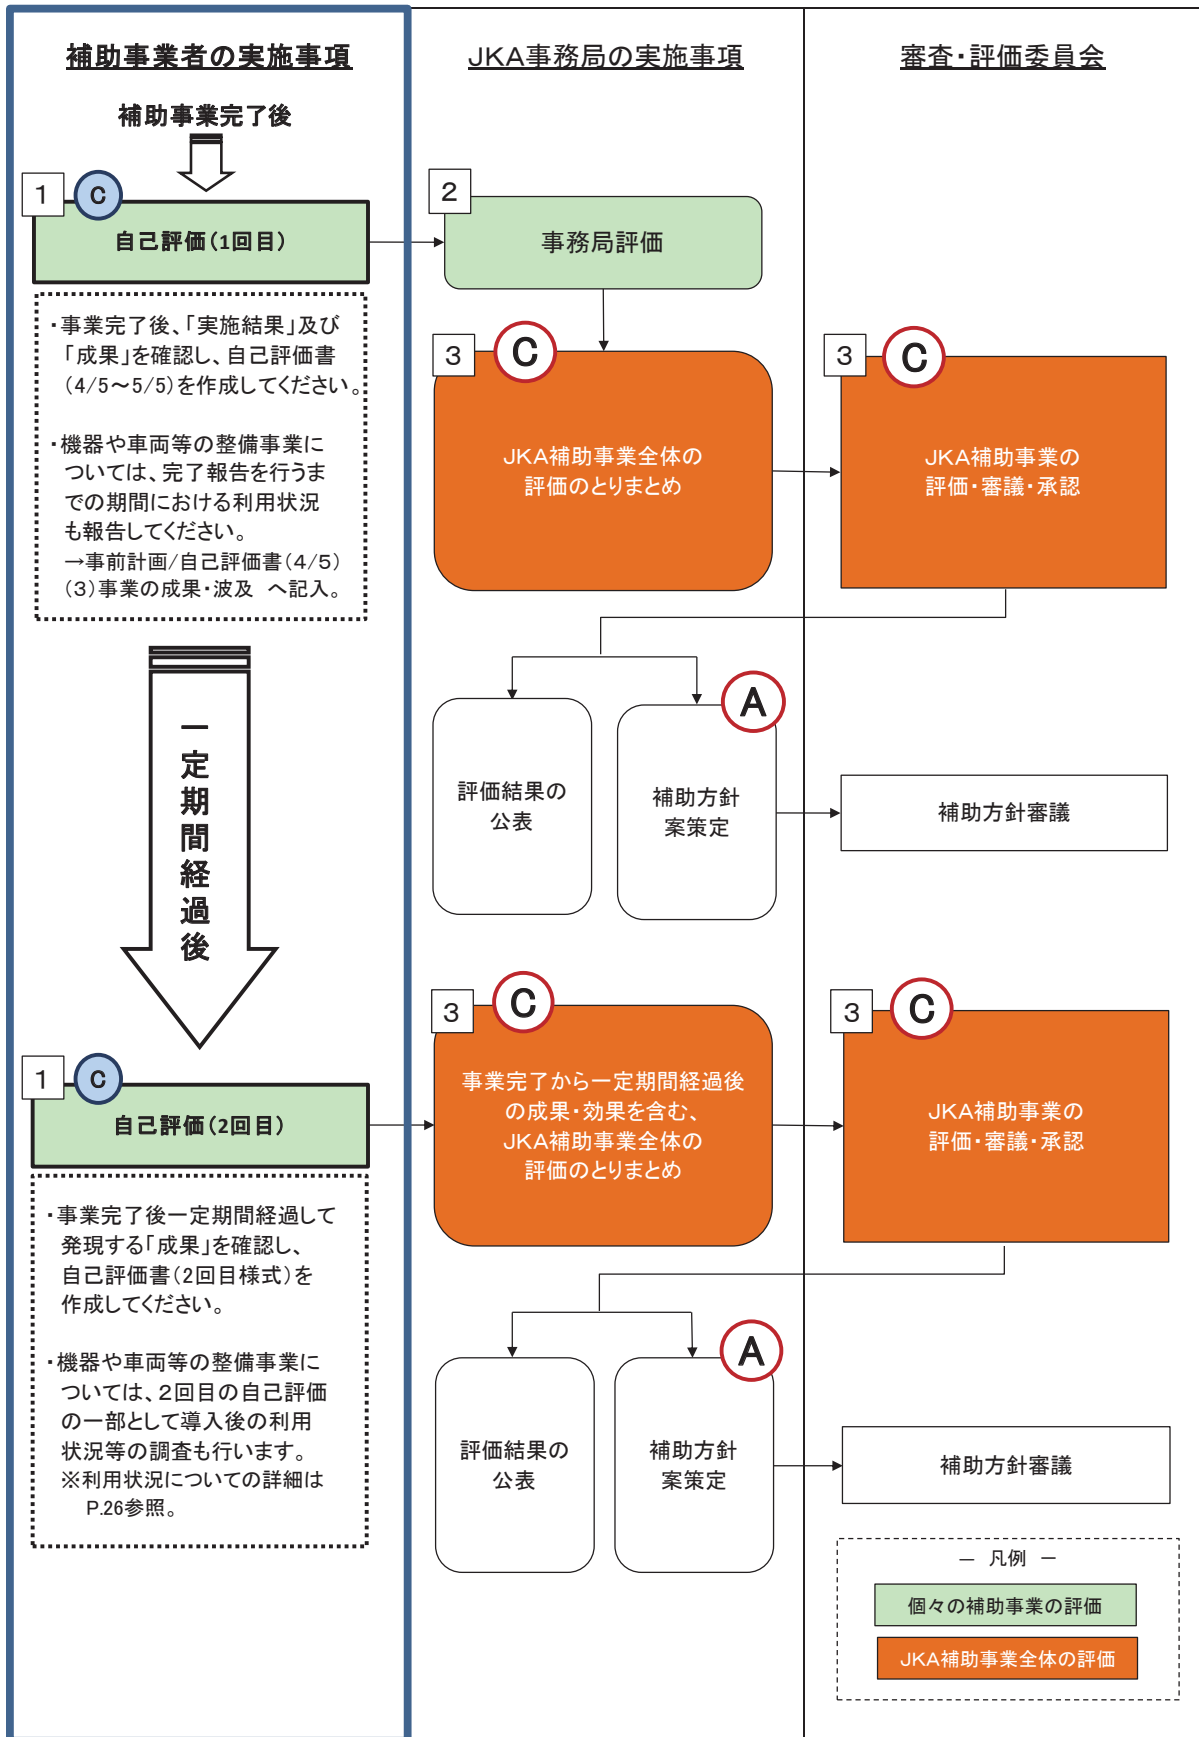 補助事業者の実施事項
補助事業完了後
1
C
自己評価（1回目）
・事業完了後、「実施結果」及び
「成果」を確認し、自己評価書
（4/5～5/5）を作成してください。
・機器や車両等の整備事業に
ついては、完了報告を行うま
での期間における利用状況
も報告してください。
→事前計画/自己評価書（4/5）
（3）事業の成果・波及 へ記入。
一定期間経過後
1
C
自己評価（2回目）
・事業完了後一定期間経過して
発現する「成果」を確認し、
自己評価書（2回目様式）を
作成してください。
・機器や車両等の整備事業に
ついては、2回目の自己評価
の一部として導入後の利用
状況等の調査も行います。
※利用状況についての詳細は
P.26参照。
JKA事務局の実施事項
2
事務局評価
3
C
JKA補助事業全体の
評価のとりまとめ
評価結果の
公表
A
補助方針
案策定
3
C
事業完了から一定期間経過後
の成果・効果を含む、
JKA補助事業全体の
評価のとりまとめ
評価結果の
公表
A
補助方針
案策定
審査・評価委員会
3
C
JKA補助事業の
評価・審議・承認
補助方針審議
3
C
JKA補助事業の
評価・審議・承認
補助方針審議
― 凡例 ―
個々の補助事業の評価
JKA補助事業全体の評価